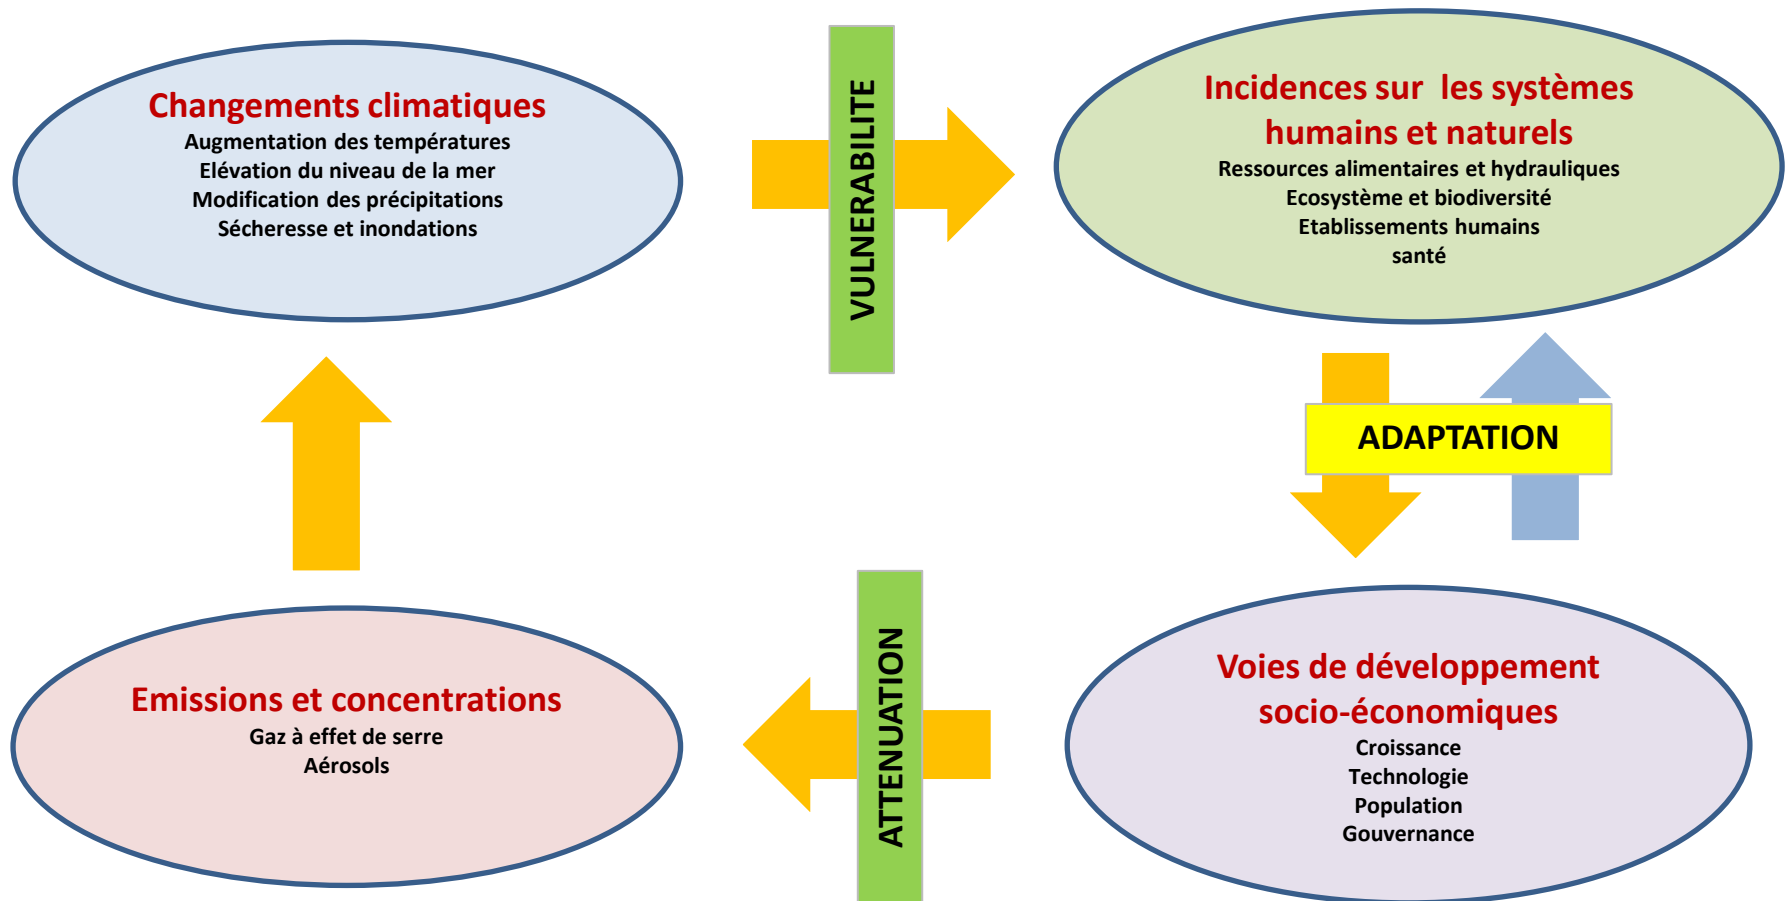 Changements climatiques
Augmentation des températures
Elévation du niveau de la mer
Modification des précipitations
Sécheresse et inondations
VULNERABILITE
Incidences sur les systèmes
humains et naturels
Ressources alimentaires et hydrauliques
Ecosystème et biodiversité
Etablissements humains
santé
ADAPTATION
Emissions et concentrations
Gaz à effet de serre
Aérosols
ATTENUATION
Voies de développement
socio-économiques
Croissance
Technologie
Population
Gouvernance